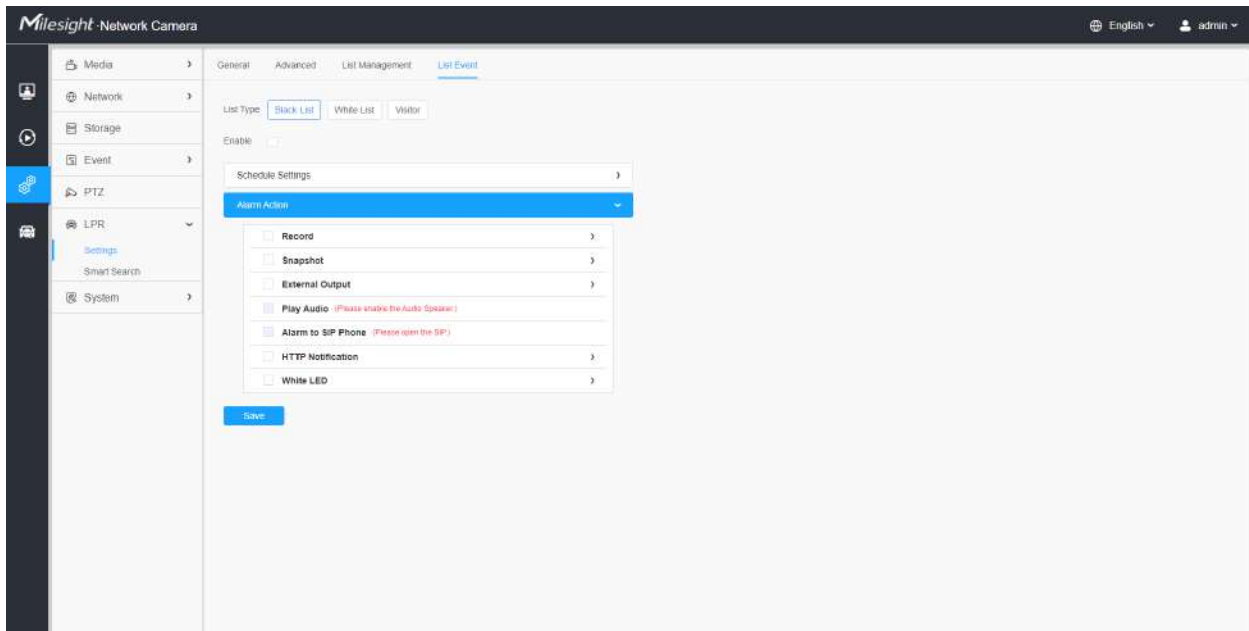 Milesight-Network Camera
English
admin
Media
Network
Storage
Event
PTZ
LPR
Settings
Smart Search
System
General Advanced List Management List Event
List Type Black List White List Visitor
Enable
Schedule Settings
Alarm Action
Record
Snapshot
External Output
Play Audio (Please enable the Audio Speaker.)
Alarm to SIP Phone (Please open the SIP.)
HTTP Notification
White LED
Save